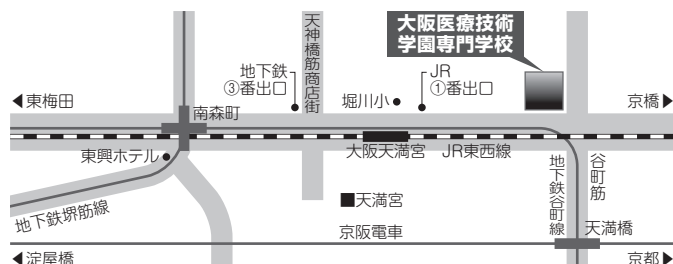 大阪医療技術
学園専門学校
天神橋筋商店街
地下鉄
③番出口
JR
①番出口
堀川小
◀東梅田
南森町
京橋▶
東興ホテル
大阪天満宮
JR東西線
地下鉄谷町線
谷町筋
地下鉄堺筋線
■天満宮
天満橋
京阪電車
◀淀屋橋
京都▶